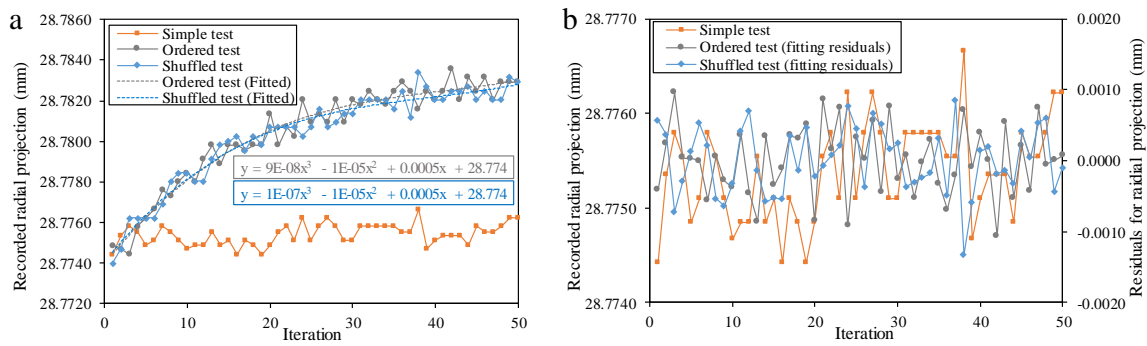 a
28.7860
28.7840
28.7820
28.7800
28.7780
28.7760
28.7740
28.7720
Recorded radial projection (mm)
Simple test
Ordered test
Shuffled test
Ordered test (Fitted)
Shuffled test (Fitted)
y = 9E-08x³ - 1E-05x² + 0.0005x + 28.774
y = 1E-07x³ - 1E-05x² + 0.0005x + 28.774
0 10 20 30 40 50
Iteration
b
28.7770
28.7760
28.7750
28.7740
Recorded radial projection (mm)
Simple test
Ordered test (fitting residuals)
Shuffled test (fitting residuals)
0.0020
0.0010
0.0000
-0.0010
-0.0020
Residuals for raidial projection (mm)
0 10 20 30 40 50
Iteration